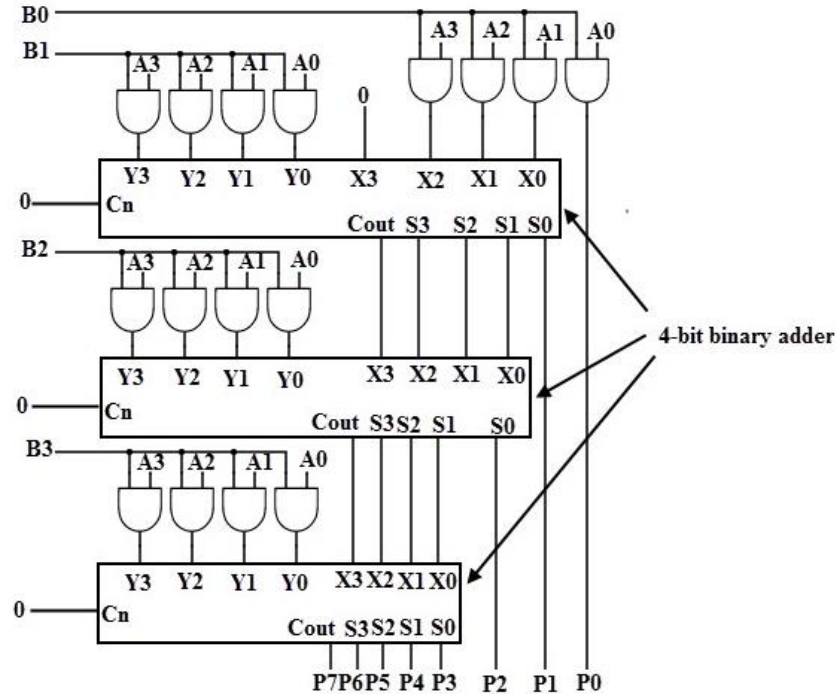 B0
A3 A2 A1 A0
B1
A3 A2 A1 A0
0
Y3 Y2 Y1 Y0 X3 X2 X1 X0
0 Cn
Cout S3 S2 S1 S0
B2
A3 A2 A1 A0
4-bit binary adder
Y3 Y2 Y1 Y0 X3 X2 X1 X0
0 Cn
Cout S3 S2 S1 S0
B3
A3 A2 A1 A0
Y3 Y2 Y1 Y0 X3 X2 X1 X0
0 Cn
Cout S3 S2 S1 S0
P7 P6 P5 P4 P3 P2 P1 P0